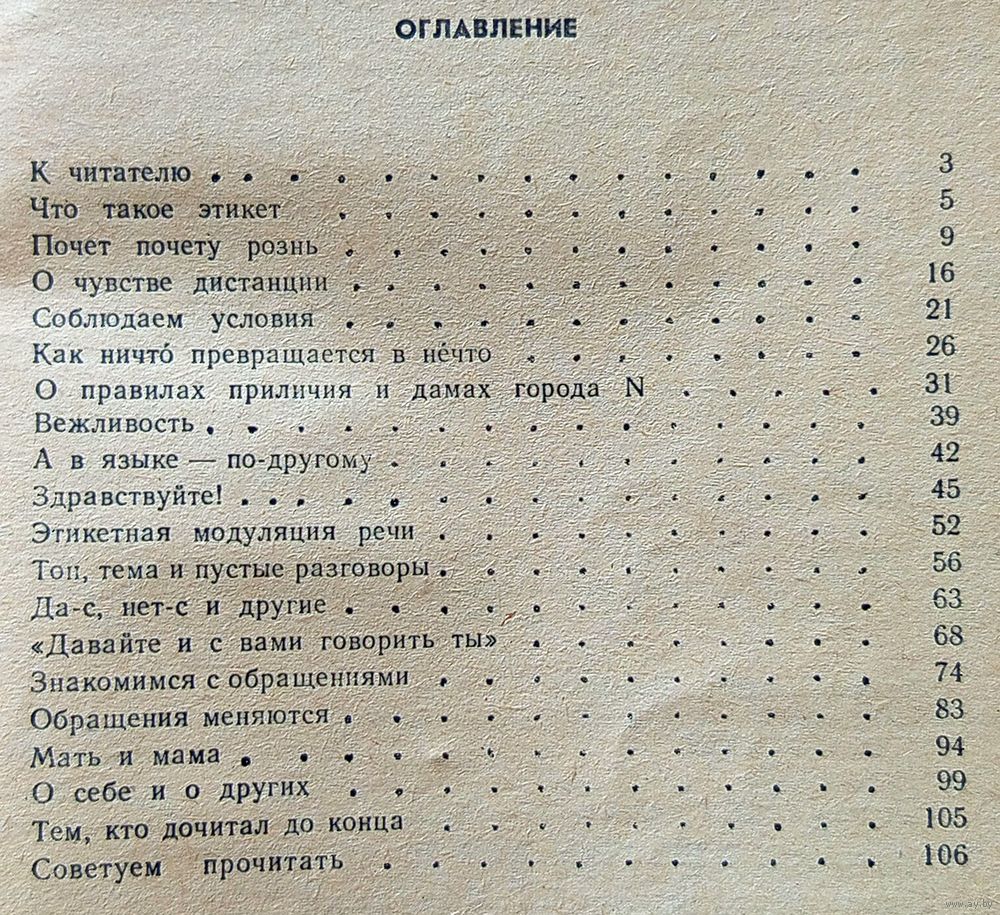 ОГЛАВЛЕНИЕ
К читателю . . . . . . . . . . . . . . . 3
Что такое этикет . . . . . . . . . . . . 5
Почет почету рознь . . . . . . . . . . . . 9
О чувстве дистанции . . . . . . . . . . . . 16
Соблюдаем условия . . . . . . . . . . . . 21
Как ничто́ превращается в не́что . . . . . . . . 26
О правилах приличия и дамах города N . . . . . 31
Вежливость . . . . . . . . . . . . . . . 39
А в языке — по-другому . . . . . . . . . . . 42
Здравствуйте! . . . . . . . . . . . . . . 45
Этикетная модуляция речи . . . . . . . . . . 52
Тон, тема и пустые разговоры . . . . . . . . . . 56
Да-с, нет-с и другие . . . . . . . . . . . . 63
«Давайте и с вами говорить ты» . . . . . . . . 68
Знакомимся с обращениями . . . . . . . . . . 74
Обращения меняются . . . . . . . . . . . . 83
Мать и мама . . . . . . . . . . . . . . 94
О себе и о других . . . . . . . . . . . . 99
Тем, кто дочитал до конца . . . . . . . . . . 105
Советуем прочитать . . . . . . . . . . . 106
www.ay.by